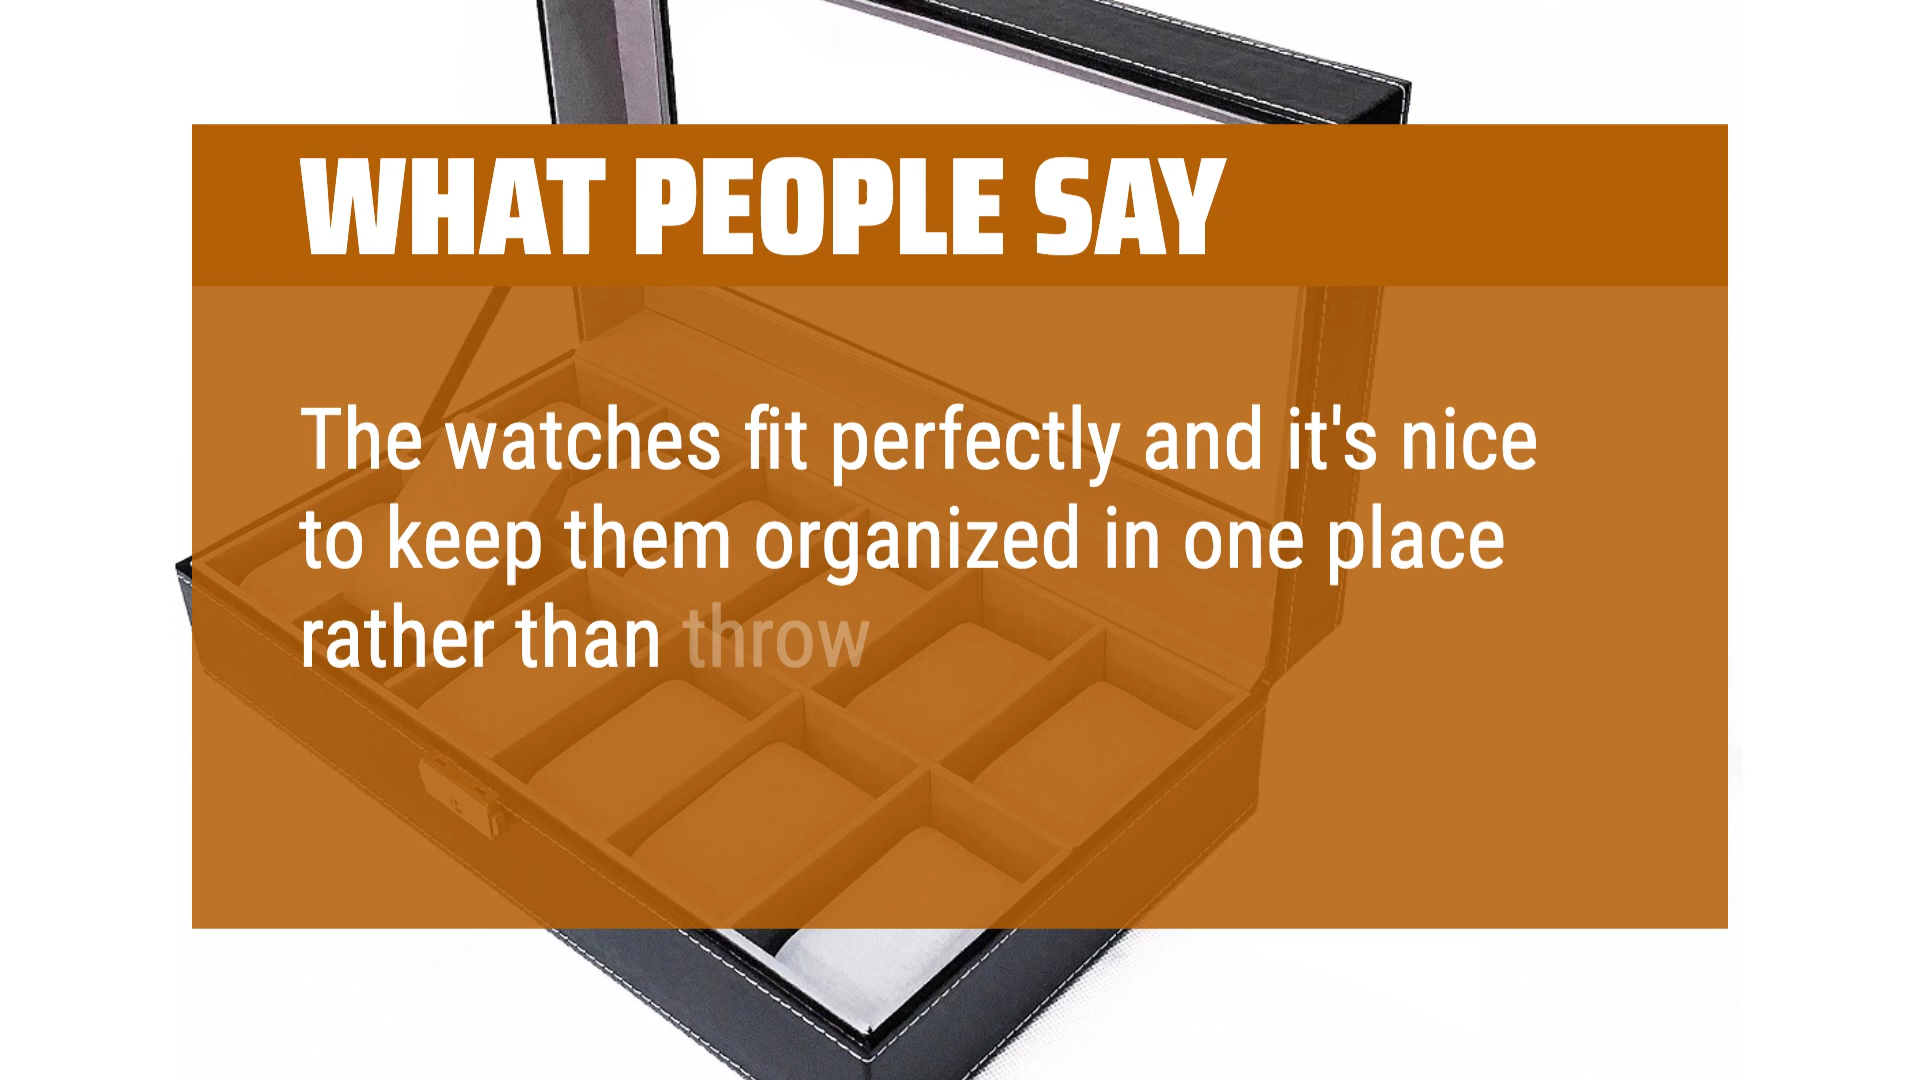 WHAT PEOPLE SAY
The watches fit perfectly and it's nice
to keep them organized in one place
rather than throw